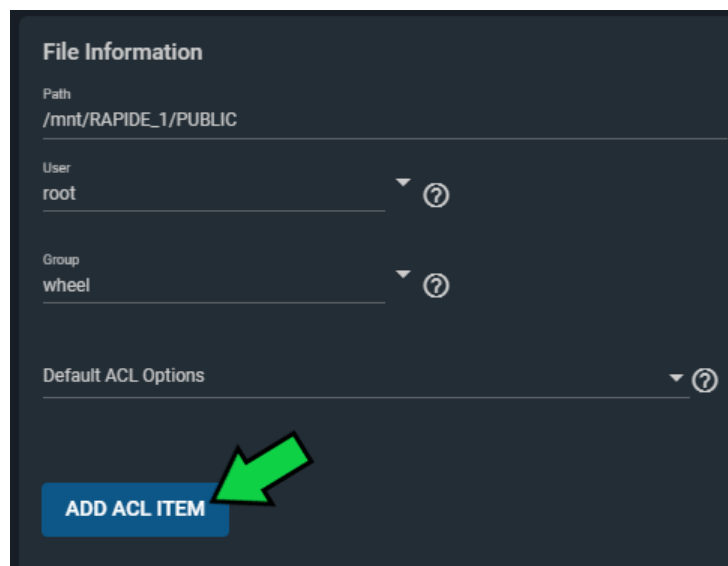 File Information
Path
/mnt/RAPIDE_1/PUBLIC
User
root
Group
wheel
Default ACL Options
ADD ACL ITEM